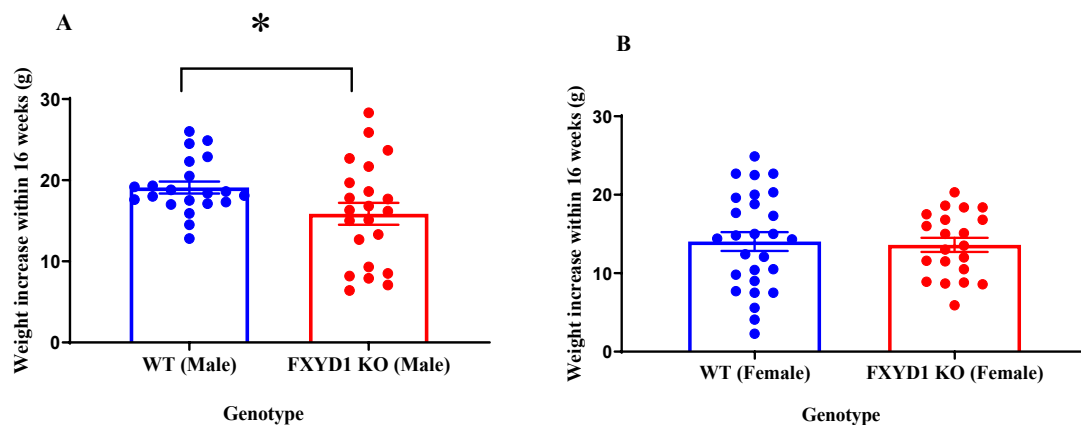 A
*
Weight increase within 16 weeks (g)
30
20
10
0
WT (Male)
FXYD1 KO (Male)
Genotype
B
Weight increase within 16 weeks (g)
30
20
10
0
WT (Female)
FXYD1 KO (Female)
Genotype